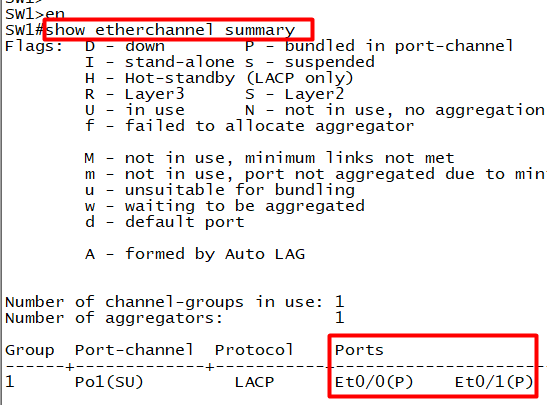 SW1>
SW1>en
SW1#show etherchannel summary
Flags:  D - down        P - bundled in port-channel
        I - stand-alone s - suspended
        H - Hot-standby (LACP only)
        R - Layer3      S - Layer2
        U - in use      N - not in use, no aggregation
        f - failed to allocate aggregator
        M - not in use, minimum links not met
        m - not in use, port not aggregated due to min
        u - unsuitable for bundling
        w - waiting to be aggregated
        d - default port
        A - formed by Auto LAG
Number of channel-groups in use: 1
Number of aggregators:           1
Group  Port-channel  Protocol    Ports
------+-------------+-----------+---------------------
1      Po1(SU)         LACP      Et0/0(P)    Et0/1(P)